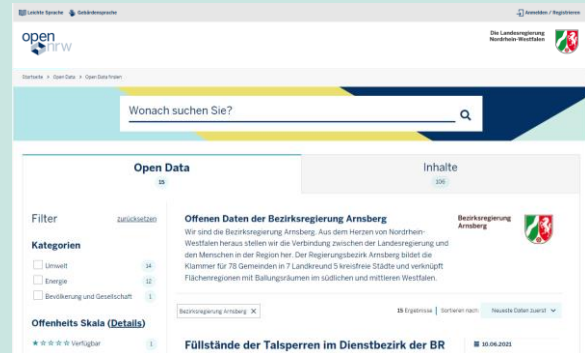 Leichte Sprache Gebärdensprache
Anmelden / Registrieren
open
nrw
Die Landesregierung
Nordrhein-Westfalen
Startseite > Open Data > Open Data finden
Wonach suchen Sie?
Open Data
15
Inhalte
106
Filter
zurücksetzen
Kategorien
Umwelt 14
Energie 12
Bevölkerung und Gesellschaft 1
Offenheits Skala (Details)
Verfügbar 1
Offenen Daten der Bezirksregierung Arnsberg
Wir sind die Bezirksregierung Arnsberg. Aus dem Herzen von Nordrhein-
Westfalen heraus stellen wir die Verbindung zwischen der Landesregierung und
den Menschen in der Region her. Der Regierungsbezirk Arnsberg bildet die
Klammer für 78 Gemeinden in 7 Landkreund 5 kreisfreie Städte und verknüpft
Flächenregionen mit Ballungsräumen im südlichen und mittleren Westfalen.
Bezirksregierung
Arnsberg
Bezirksregierung Arnsberg X
15 Ergebnisse Sortieren nach: Neueste Daten zuerst
Füllstände der Talsperren im Dienstbezirk der BR
10.06.2021